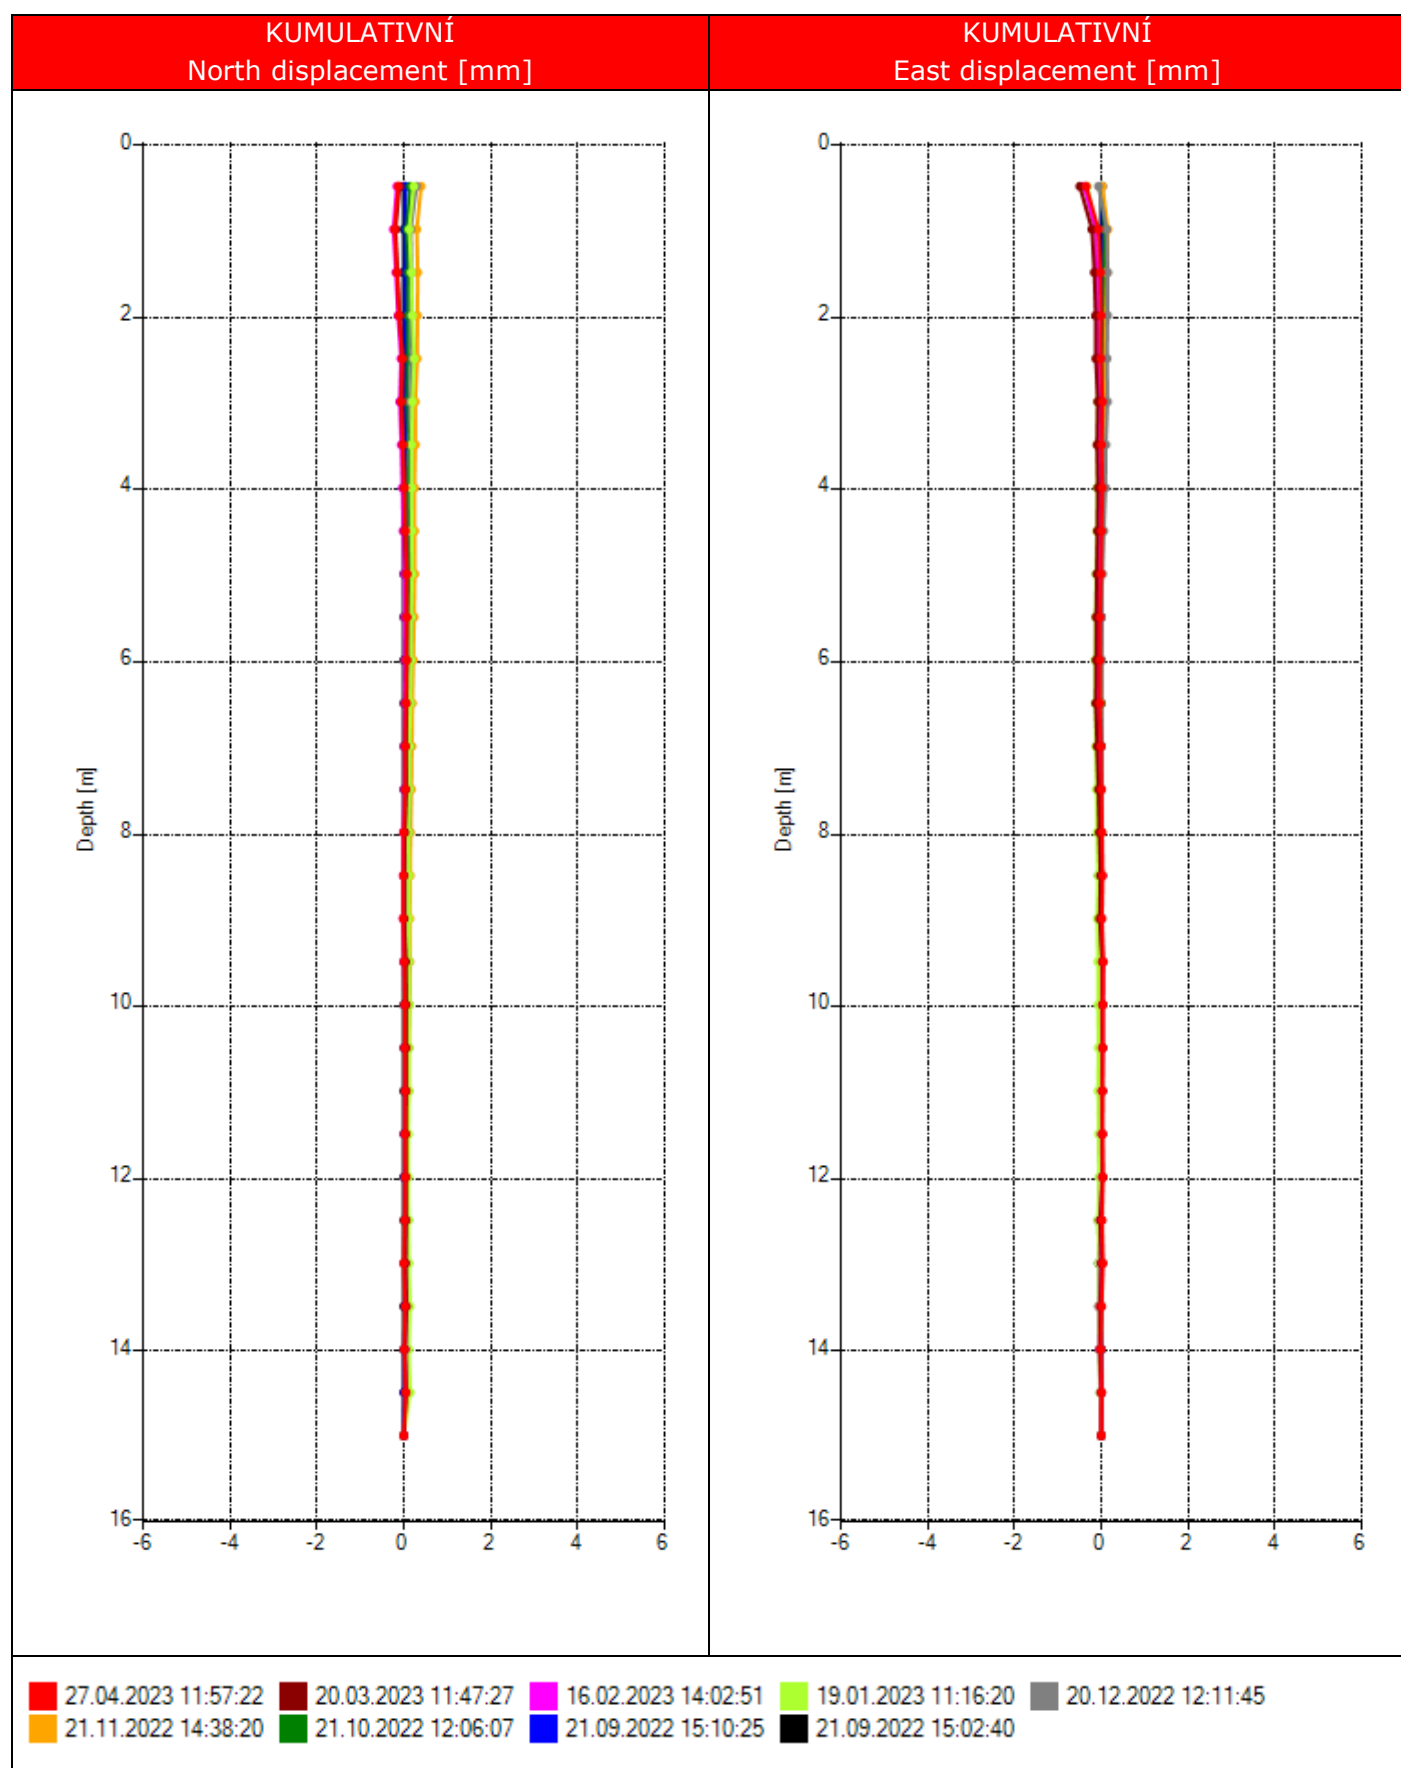 KUMULATIVNÍ
North displacement [mm]
KUMULATIVNÍ
East displacement [mm]
0
2
4
6
8
10
12
14
16
Depth [m]
-6 -4 -2 0 2 4 6
0
2
4
6
8
10
12
14
16
Depth [m]
-6 -4 -2 0 2 4 6
27.04.2023 11:57:22 20.03.2023 11:47:27 16.02.2023 14:02:51 19.01.2023 11:16:20 20.12.2022 12:11:45
21.11.2022 14:38:20 21.10.2022 12:06:07 21.09.2022 15:10:25 21.09.2022 15:02:40